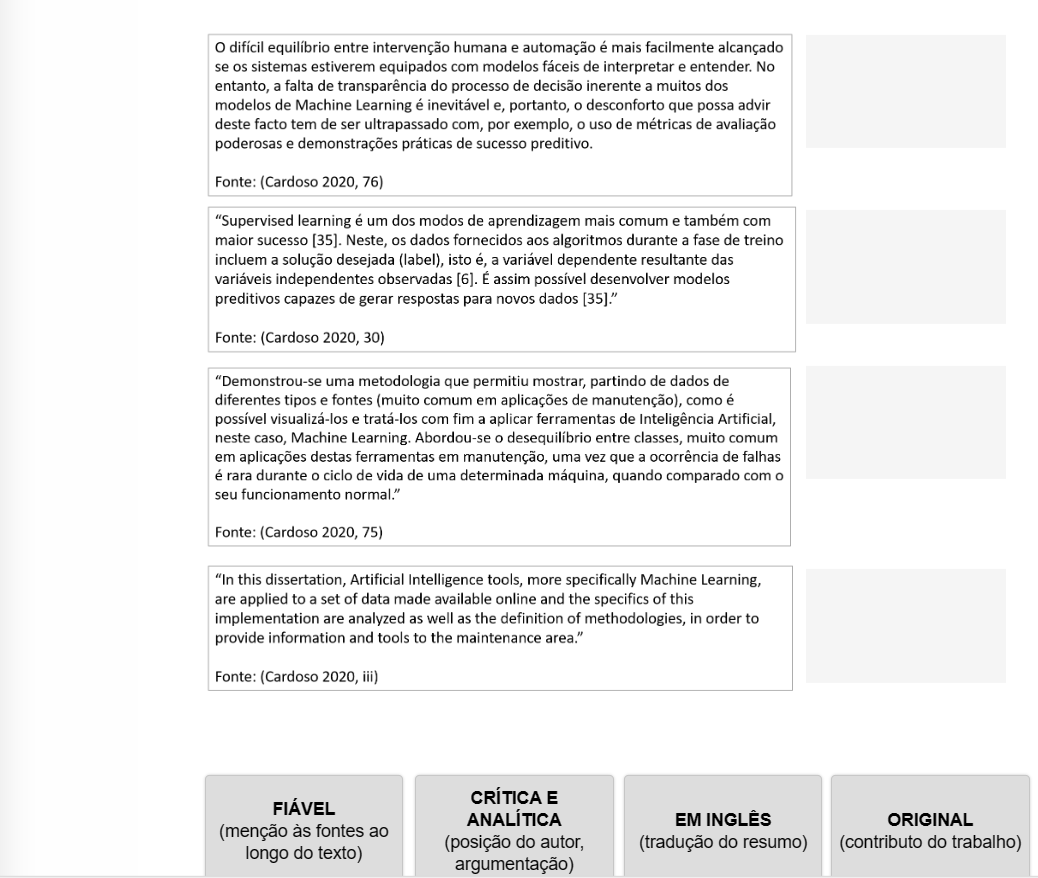 O difícil equilíbrio entre intervenção humana e automação é mais facilmente alcançado
se os sistemas estiverem equipados com modelos fáceis de interpretar e entender. No
entanto, a falta de transparência do processo de decisão inerente a muitos dos
modelos de Machine Learning é inevitável e, portanto, o desconforto que possa advir
deste facto tem de ser ultrapassado com, por exemplo, o uso de métricas de avaliação
poderosas e demonstrações práticas de sucesso preditivo.
Fonte: (Cardoso 2020, 76)
“Supervised learning é um dos modos de aprendizagem mais comum e também com
maior sucesso [35]. Neste, os dados fornecidos aos algoritmos durante a fase de treino
incluem a solução desejada (label), isto é, a variável dependente resultante das
variáveis independentes observadas [6]. É assim possível desenvolver modelos
preditivos capazes de gerar respostas para novos dados [35].”
Fonte: (Cardoso 2020, 30)
“Demonstrou-se uma metodologia que permitiu mostrar, partindo de dados de
diferentes tipos e fontes (muito comum em aplicações de manutenção), como é
possível visualizá-los e tratá-los com fim a aplicar ferramentas de Inteligência Artificial,
neste caso, Machine Learning. Abordou-se o desequilíbrio entre classes, muito comum
em aplicações destas ferramentas em manutenção, uma vez que a ocorrência de falhas
é rara durante o ciclo de vida de uma determinada máquina, quando comparado com o
seu funcionamento normal.”
Fonte: (Cardoso 2020, 75)
“In this dissertation, Artificial Intelligence tools, more specifically Machine Learning,
are applied to a set of data made available online and the specifics of this
implementation are analyzed as well as the definition of methodologies, in order to
provide information and tools to the maintenance area.”
Fonte: (Cardoso 2020, iii)
FIÁVEL
(menção às fontes ao
longo do texto)
CRÍTICA E
ANALÍTICA
(posição do autor,
argumentação)
EM INGLÊS
(tradução do resumo)
ORIGINAL
(contributo do trabalho)